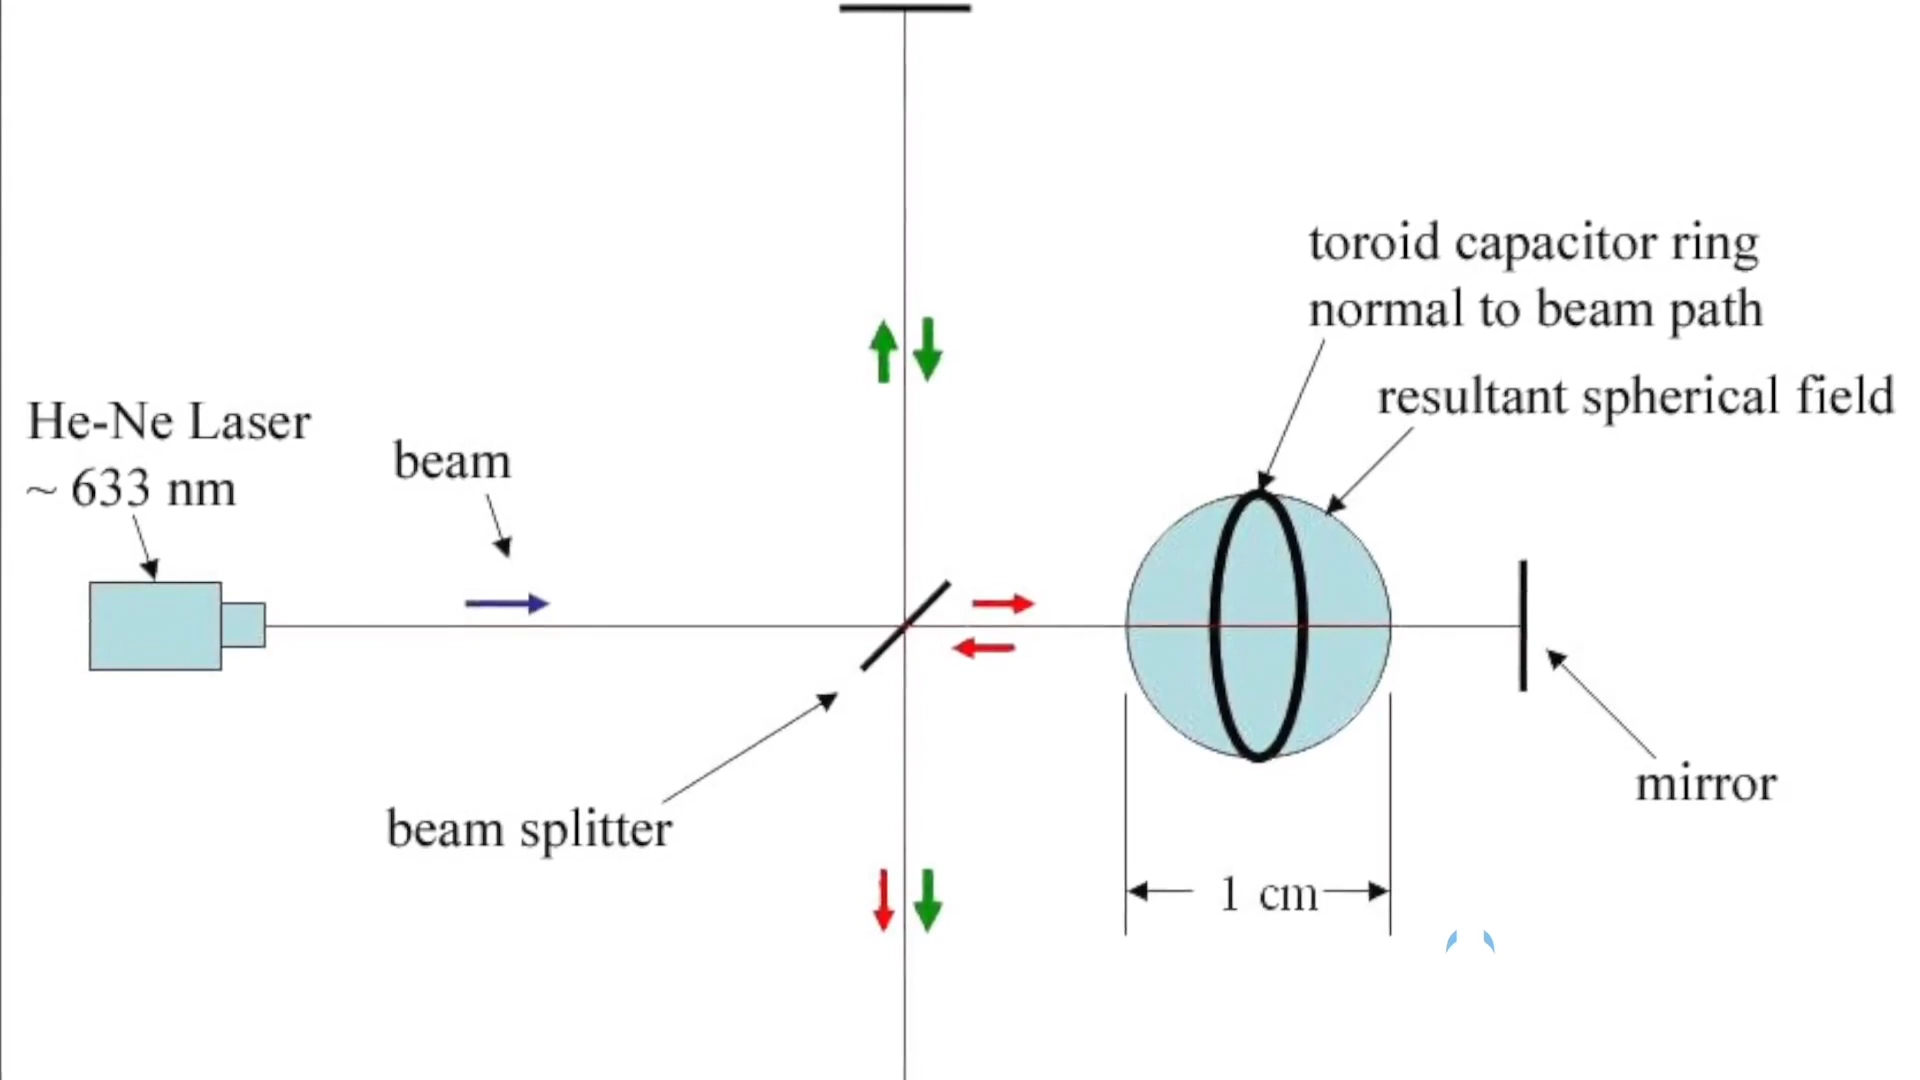 toroid capacitor ring
normal to beam path
resultant spherical field
He-Ne Laser
~ 633 nm
beam
beam splitter
mirror
1 cm